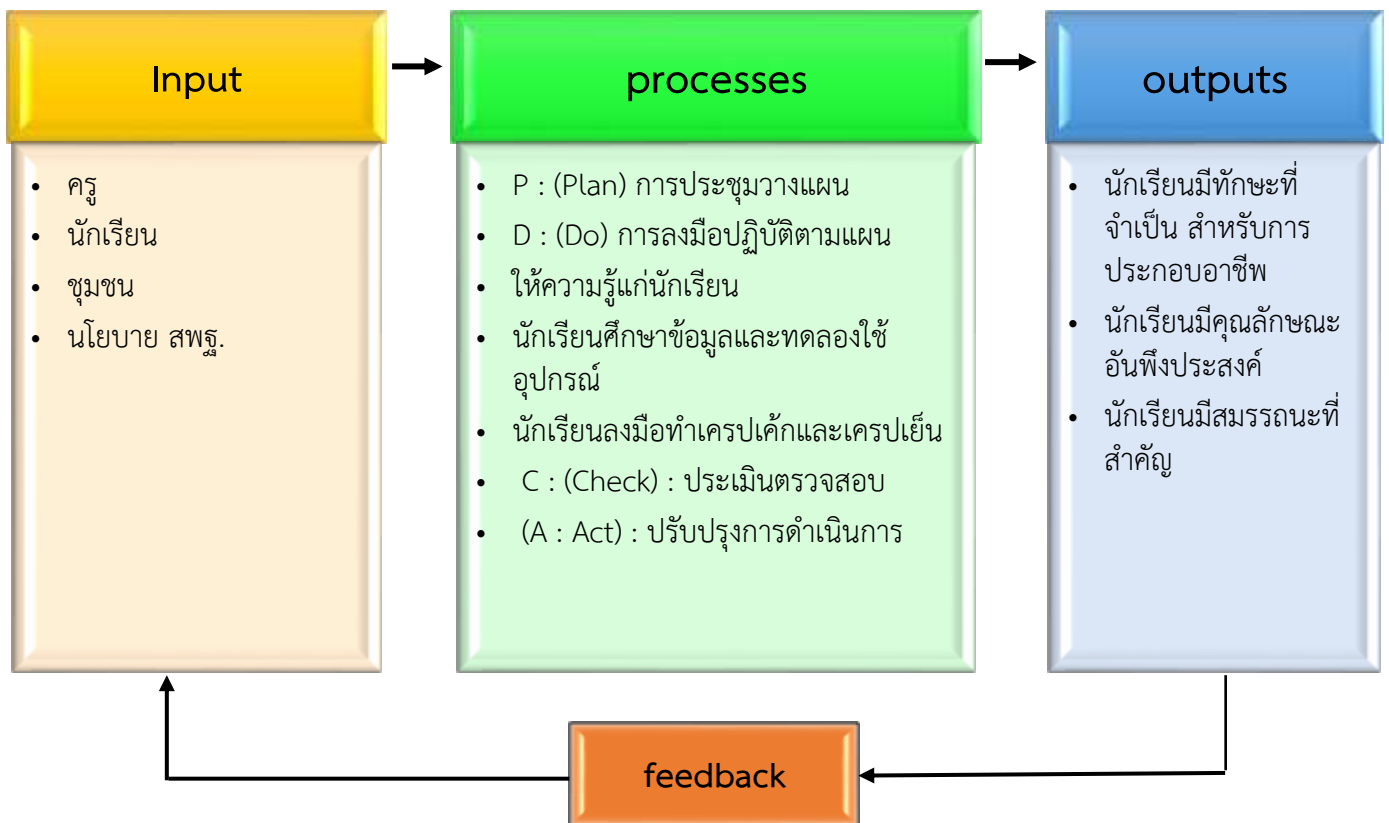 Input
processes
outputs
• ครู
• นักเรียน
• ชุมชน
• นโยบาย สพฐ.
• P : (Plan) การประชุมวางแผน
• D : (Do) การลงมือปฏิบัติตามแผน
• ให้ความรู้แก่นักเรียน
• นักเรียนศึกษาข้อมูลและทดลองใช้
อุปกรณ์
• นักเรียนลงมือทำเครปเค้กและเครปเย็น
• C : (Check) : ประเมินตรวจสอบ
• (A : Act) : ปรับปรุงการดำเนินการ
• นักเรียนมีทักษะที่
จำเป็น สำหรับการ
ประกอบอาชีพ
• นักเรียนมีคุณลักษณะ
อันพึงประสงค์
• นักเรียนมีสมรรถนะที่
สำคัญ
feedback